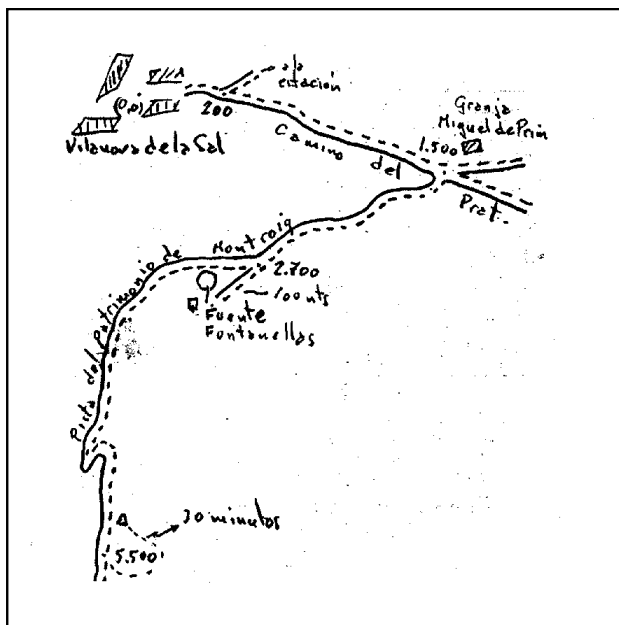 a la
estación
(0,0)
200
Vilanova de la Sal
Granja
Miguel de Prim
1.500
Camino del Prat
Pista del Patrimonio de Montroig
2.700
100 mts
Fuente
Fontanellas
30 minutos
5.500